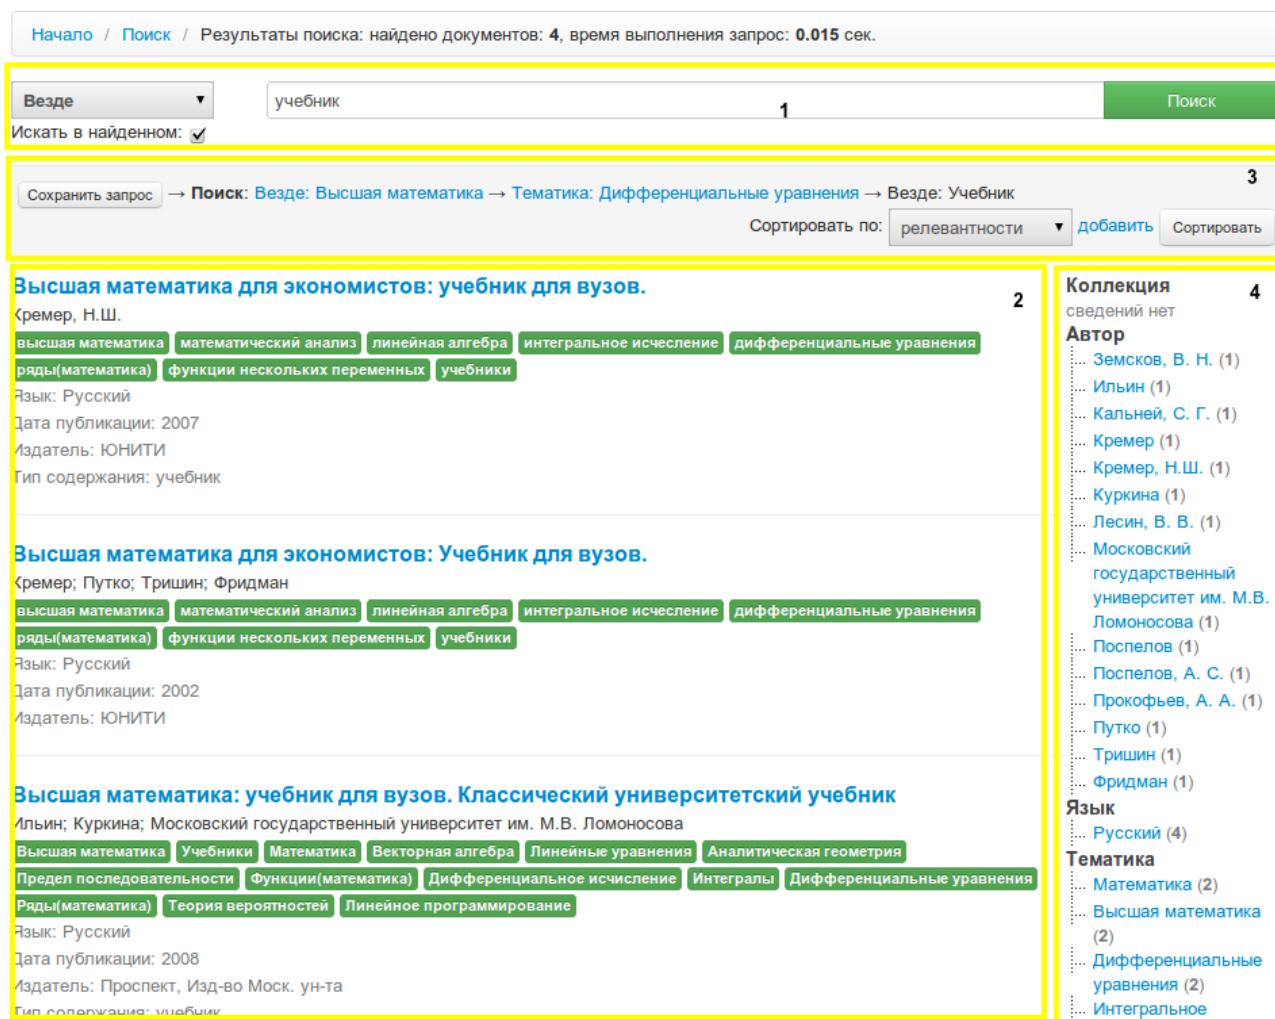 Начало / Поиск / Результаты поиска: найдено документов: 4, время выполнения запрос: 0.015 сек.
Везде ▼ учебник 1 Поиск
Искать в найденном:
3
Сохранить запрос → Поиск: Везде: Высшая математика → Тематика: Дифференциальные уравнения → Везде: Учебник
Сортировать по: релевантности ▼ добавить Сортировать
2
Высшая математика для экономистов: учебник для вузов.
Кремер, Н.Ш.
высшая математика математический анализ линейная алгебра интегральное исчесление дифференциальные уравнения
ряды(математика) функции нескольких переменных учебники
Язык: Русский
Дата публикации: 2007
Издатель: ЮНИТИ
Тип содержания: учебник
Высшая математика для экономистов: Учебник для вузов.
Кремер; Путко; Тришин; Фридман
высшая математика математический анализ линейная алгебра интегральное исчесление дифференциальные уравнения
ряды(математика) функции нескольких переменных учебники
Язык: Русский
Дата публикации: 2002
Издатель: ЮНИТИ
Высшая математика: учебник для вузов. Классический университетский учебник
Ильин; Куркина; Московский государственный университет им. М.В. Ломоносова
Высшая математика Учебники Математика Векторная алгебра Линейные уравнения Аналитическая геометрия
Предел последовательности Функции(математика) Дифференциальное исчисление Интегралы Дифференциальные уравнения
Ряды(математика) Теория вероятностей Линейное программирование
Язык: Русский
Дата публикации: 2008
Издатель: Проспект, Изд-во Моск. ун-та
Тип содержания: учебник
4
Коллекция
сведений нет
Автор
Земсков, В. Н. (1)
Ильин (1)
Кальней, С. Г. (1)
Кремер (1)
Кремер, Н.Ш. (1)
Куркина (1)
Лесин, В. В. (1)
Московский
государственный
университет им. М.В.
Ломоносова (1)
Поспелов (1)
Поспелов, А. С. (1)
Прокофьев, А. А. (1)
Путко (1)
Тришин (1)
Фридман (1)
Язык
Русский (4)
Тематика
Математика (2)
Высшая математика
(2)
Дифференциальные
уравнения (2)
Интегральное